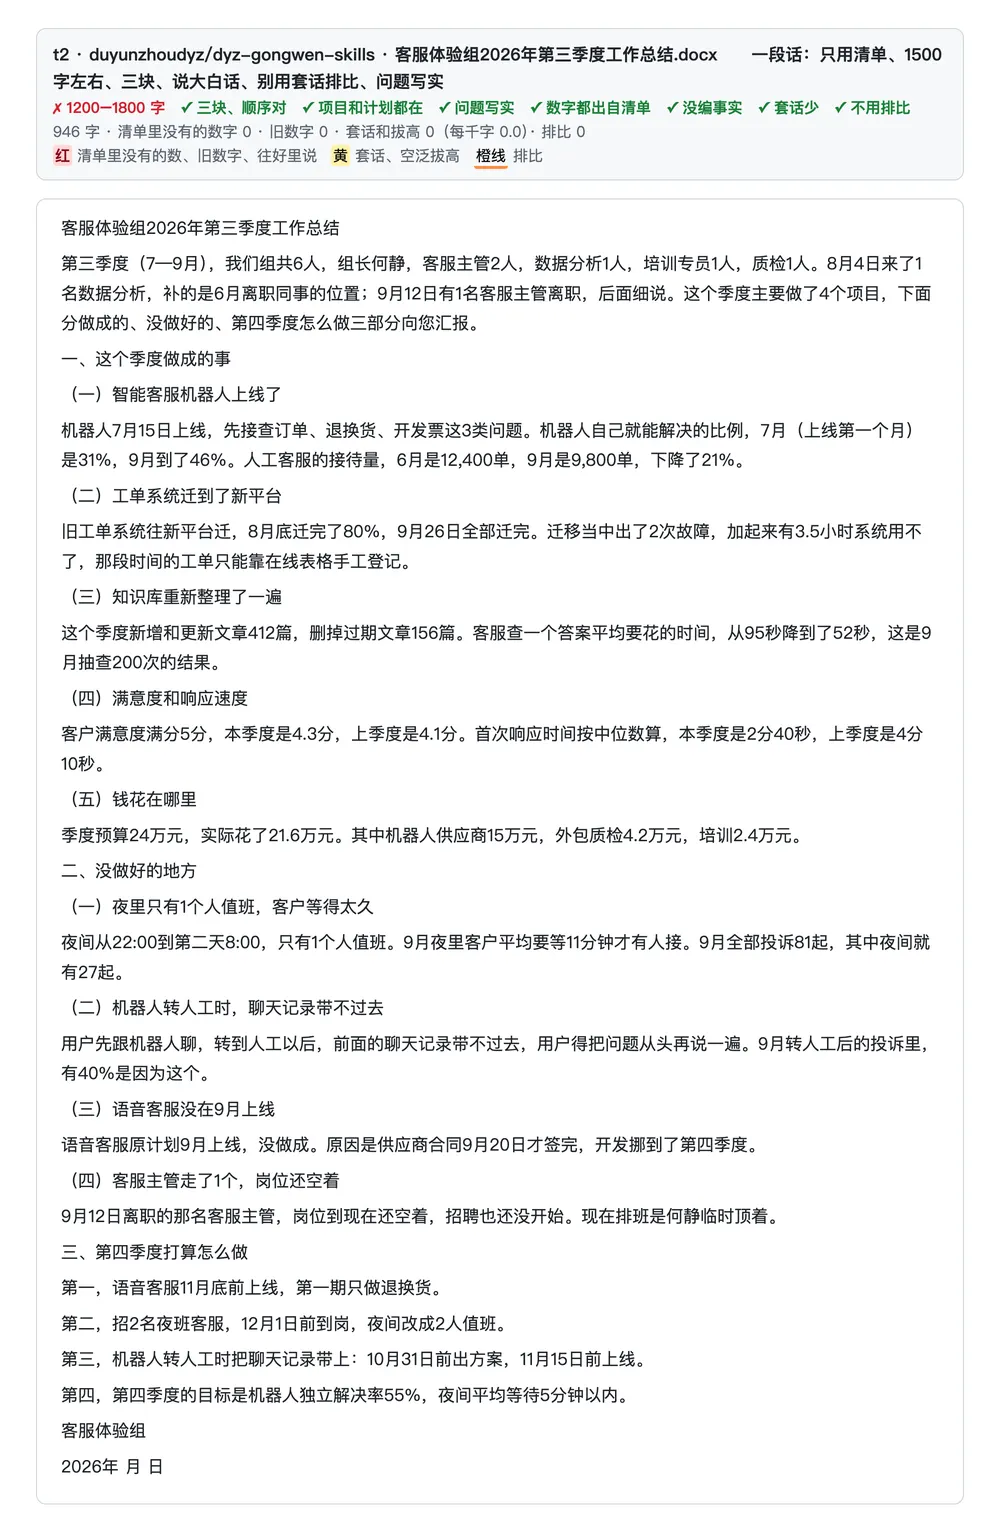 t2 · duyunzhoudyz/dyz-gongwen-skills · 客服体验组2026年第三季度工作总结.docx 一段话：只用清单、1500
字左右、三块、说大白话、别用套话排比、问题写实
✗ 1200—1800 字 ✓ 三块、顺序对 ✓ 项目和计划都在 ✓ 问题写实 ✓ 数字都出自清单 ✓ 没编事实 ✓ 套话少 ✓ 不用排比
946 字 · 清单里没有的数字 0 · 旧数字 0 · 套话和拔高 0（每千字 0.0）· 排比 0
红 清单里没有的数、旧数字、往好里说 黄 套话、空泛拔高 橙线 排比
客服体验组2026年第三季度工作总结
第三季度（7—9月），我们组共6人，组长何静，客服主管2人，数据分析1人，培训专员1人，质检1人。8月4日来了1
名数据分析，补的是6月离职同事的位置；9月12日有1名客服主管离职，后面细说。这个季度主要做了4个项目，下面
分做成的、没做好的、第四季度怎么做三部分向您汇报。
一、这个季度做成的事
（一）智能客服机器人上线了
机器人7月15日上线，先接查订单、退换货、开发票这3类问题。机器人自己就能解决的比例，7月（上线第一个月）
是31%，9月到了46%。人工客服的接待量，6月是12,400单，9月是9,800单，下降了21%。
（二）工单系统迁到了新平台
旧工单系统往新平台迁，8月底迁完了80%，9月26日全部迁完。迁移当中出了2次故障，加起来有3.5小时系统用不
了，那段时间的工单只能靠在线表格手工登记。
（三）知识库重新整理了一遍
这个季度新增和更新文章412篇，删掉过期文章156篇。客服查一个答案平均要花的时间，从95秒降到了52秒，这是9
月抽查200次的结果。
（四）满意度和响应速度
客户满意度满分5分，本季度是4.3分，上季度是4.1分。首次响应时间按中位数算，本季度是2分40秒，上季度是4分
10秒。
（五）钱花在哪里
季度预算24万元，实际花了21.6万元。其中机器人供应商15万元，外包质检4.2万元，培训2.4万元。
二、没做好的地方
（一）夜里只有1个人值班，客户等得太久
夜间从22:00到第二天8:00，只有1个人值班。9月夜里客户平均要等11分钟才有人接。9月全部投诉81起，其中夜间就
有27起。
（二）机器人转人工时，聊天记录带不过去
用户先跟机器人聊，转到人工以后，前面的聊天记录带不过去，用户得把问题从头再说一遍。9月转人工后的投诉里，
有40%是因为这个。
（三）语音客服没在9月上线
语音客服原计划9月上线，没做成。原因是供应商合同9月20日才签完，开发挪到了第四季度。
（四）客服主管走了1个，岗位还空着
9月12日离职的那名客服主管，岗位到现在还空着，招聘也还没开始。现在排班是何静临时顶着。
三、第四季度打算怎么做
第一，语音客服11月底前上线，第一期只做退换货。
第二，招2名夜班客服，12月1日前到岗，夜间改成2人值班。
第三，机器人转人工时把聊天记录带上：10月31日前出方案，11月15日前上线。
第四，第四季度的目标是机器人独立解决率55%，夜间平均等待5分钟以内。
客服体验组
2026年 月 日